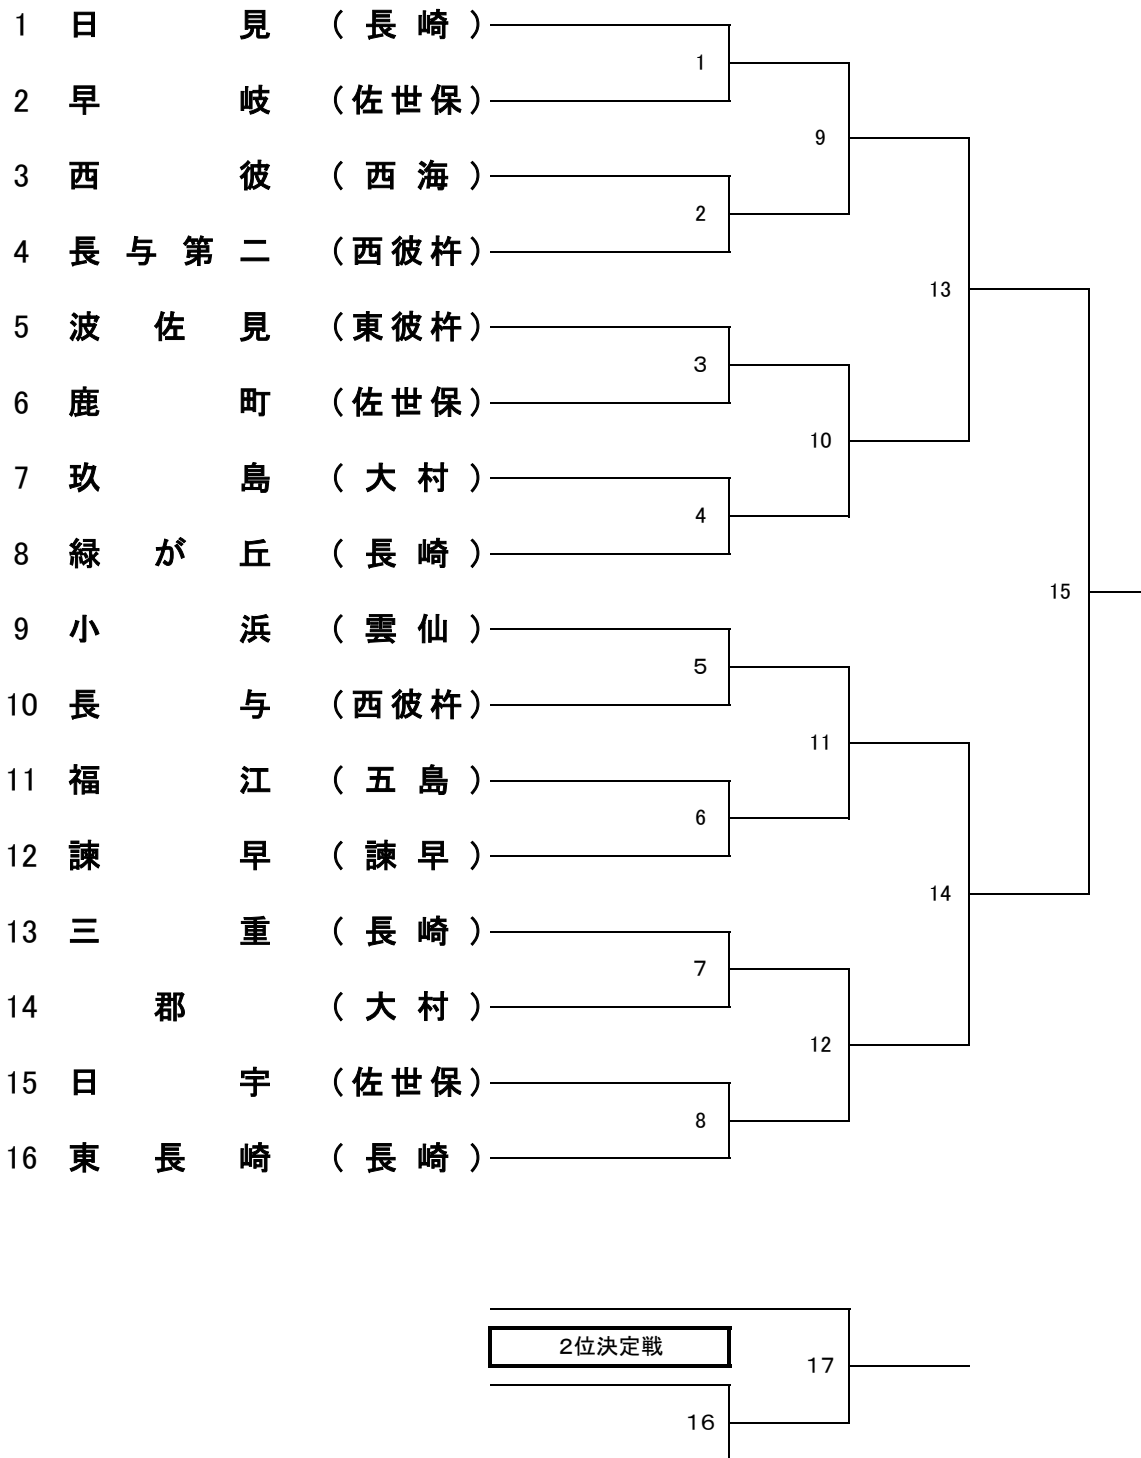 1 日見 (長崎)
1
2 早岐 (佐世保)
9
3 西彼 (西海)
2
4 長与第二 (西彼杵)
13
5 波佐見 (東彼杵)
3
6 鹿町 (佐世保)
10
7 玖島 (大村)
4
8 緑が丘 (長崎)
15
9 小浜 (雲仙)
5
10 長与 (西彼杵)
11
11 福江 (五島)
6
12 諫早 (諫早)
14
13 三重 (長崎)
7
14 郡 (大村)
12
15 日宇 (佐世保)
8
16 東長崎 (長崎)
2位決定戦
17
16